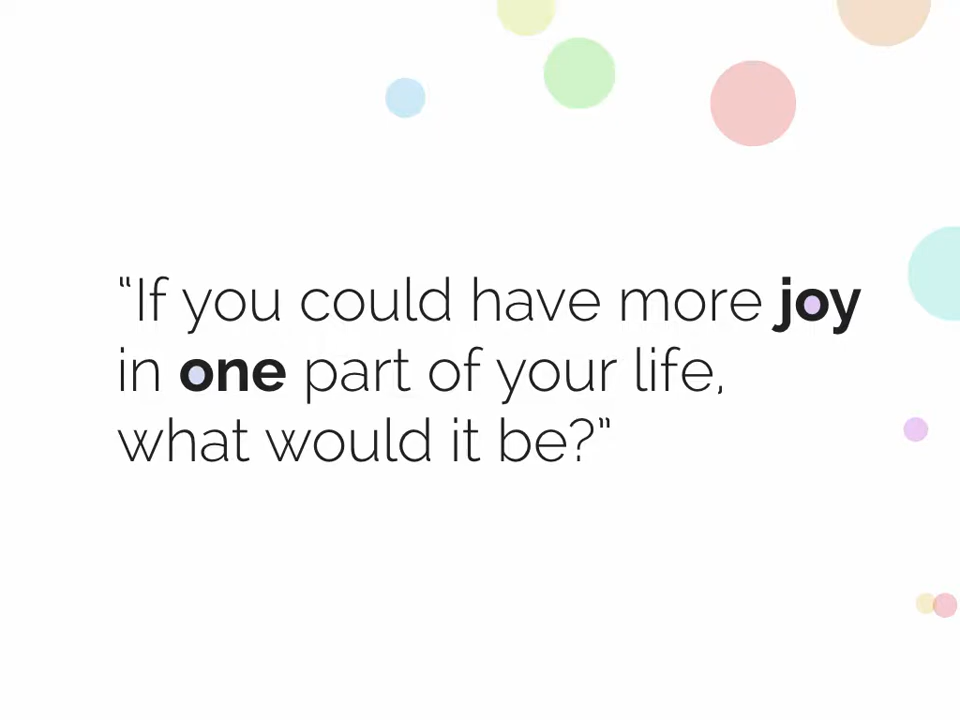 “If you could have more joy
in one part of your life,
what would it be?”